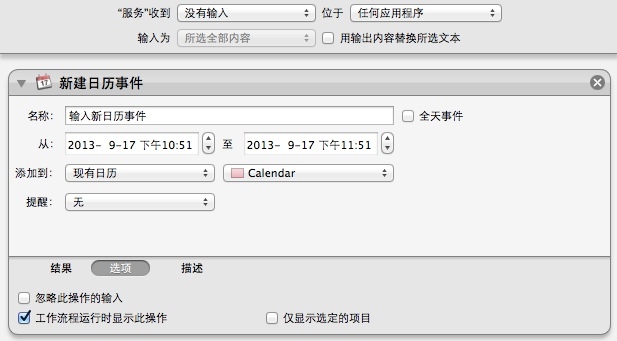 “服务”收到 没有输入 位于 任何应用程序
输入为 所选全部内容 用输出内容替换所选文本
17 新建日历事件
名称: 输入新日历事件 全天事件
从: 2013- 9-17 下午10:51 至 2013- 9-17 下午11:51
添加到: 现有日历 Calendar
提醒: 无
结果 选项 描述
忽略此操作的输入
工作流程运行时显示此操作 仅显示选定的项目